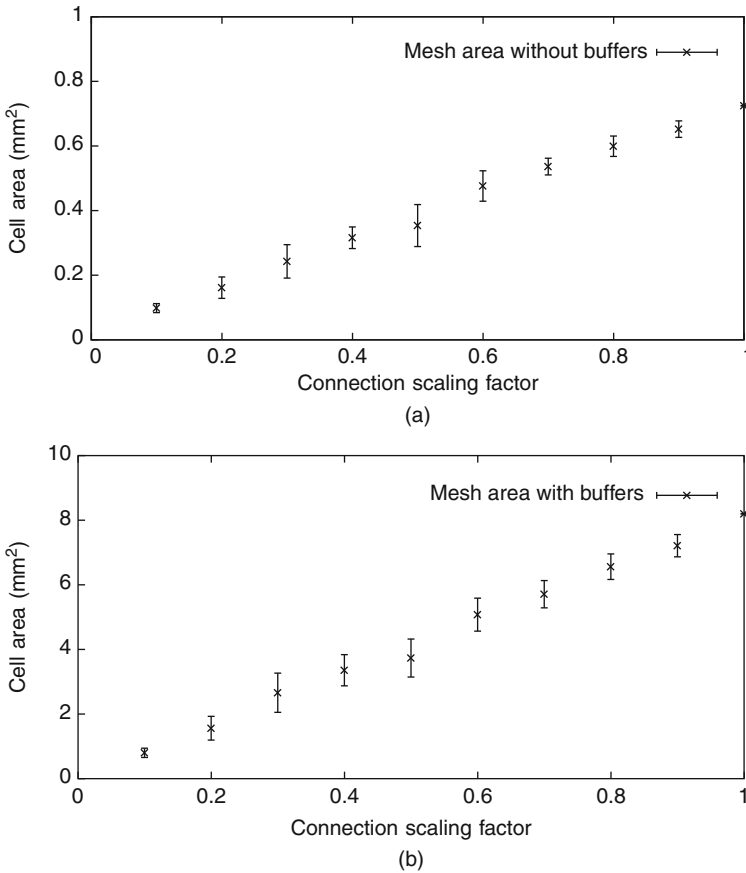 1
Mesh area without buffers
0.8
0.6
0.4
0.2
0
Cell area (mm²)
0 0.2 0.4 0.6 0.8 1
Connection scaling factor
(a)
10
Mesh area with buffers
8
6
4
2
0
Cell area (mm²)
0 0.2 0.4 0.6 0.8 1
Connection scaling factor
(b)